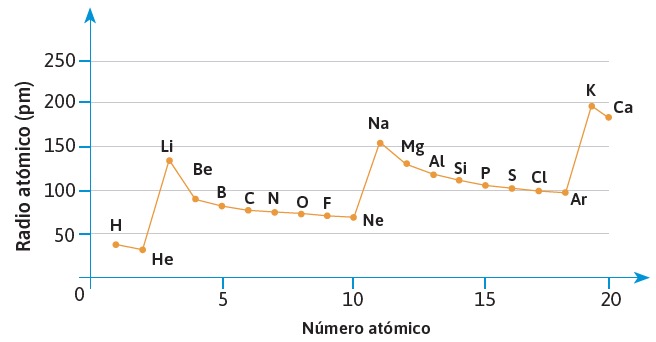 Radio atómico (pm)
250
200
150
100
50
0
5
10
15
20
H
He
Li
Be
B
C
N
O
F
Ne
Na
Mg
Al
Si
P
S
Cl
Ar
K
Ca
Número atómico